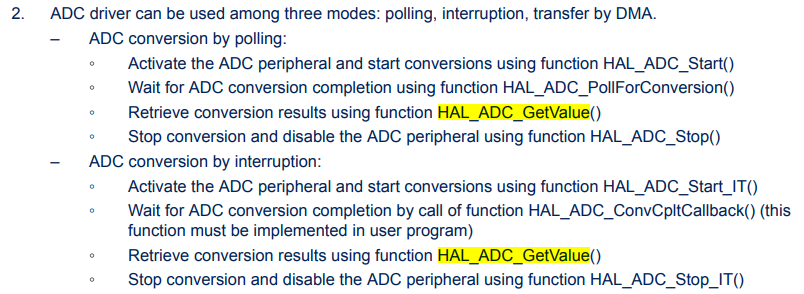 2. ADC driver can be used among three modes: polling, interruption, transfer by DMA.
– ADC conversion by polling:
◦ Activate the ADC peripheral and start conversions using function HAL_ADC_Start()
◦ Wait for ADC conversion completion using function HAL_ADC_PollForConversion()
◦ Retrieve conversion results using function HAL_ADC_GetValue()
◦ Stop conversion and disable the ADC peripheral using function HAL_ADC_Stop()
– ADC conversion by interruption:
◦ Activate the ADC peripheral and start conversions using function HAL_ADC_Start_IT()
◦ Wait for ADC conversion completion by call of function HAL_ADC_ConvCpltCallback() (this
function must be implemented in user program)
◦ Retrieve conversion results using function HAL_ADC_GetValue()
◦ Stop conversion and disable the ADC peripheral using function HAL_ADC_Stop_IT()